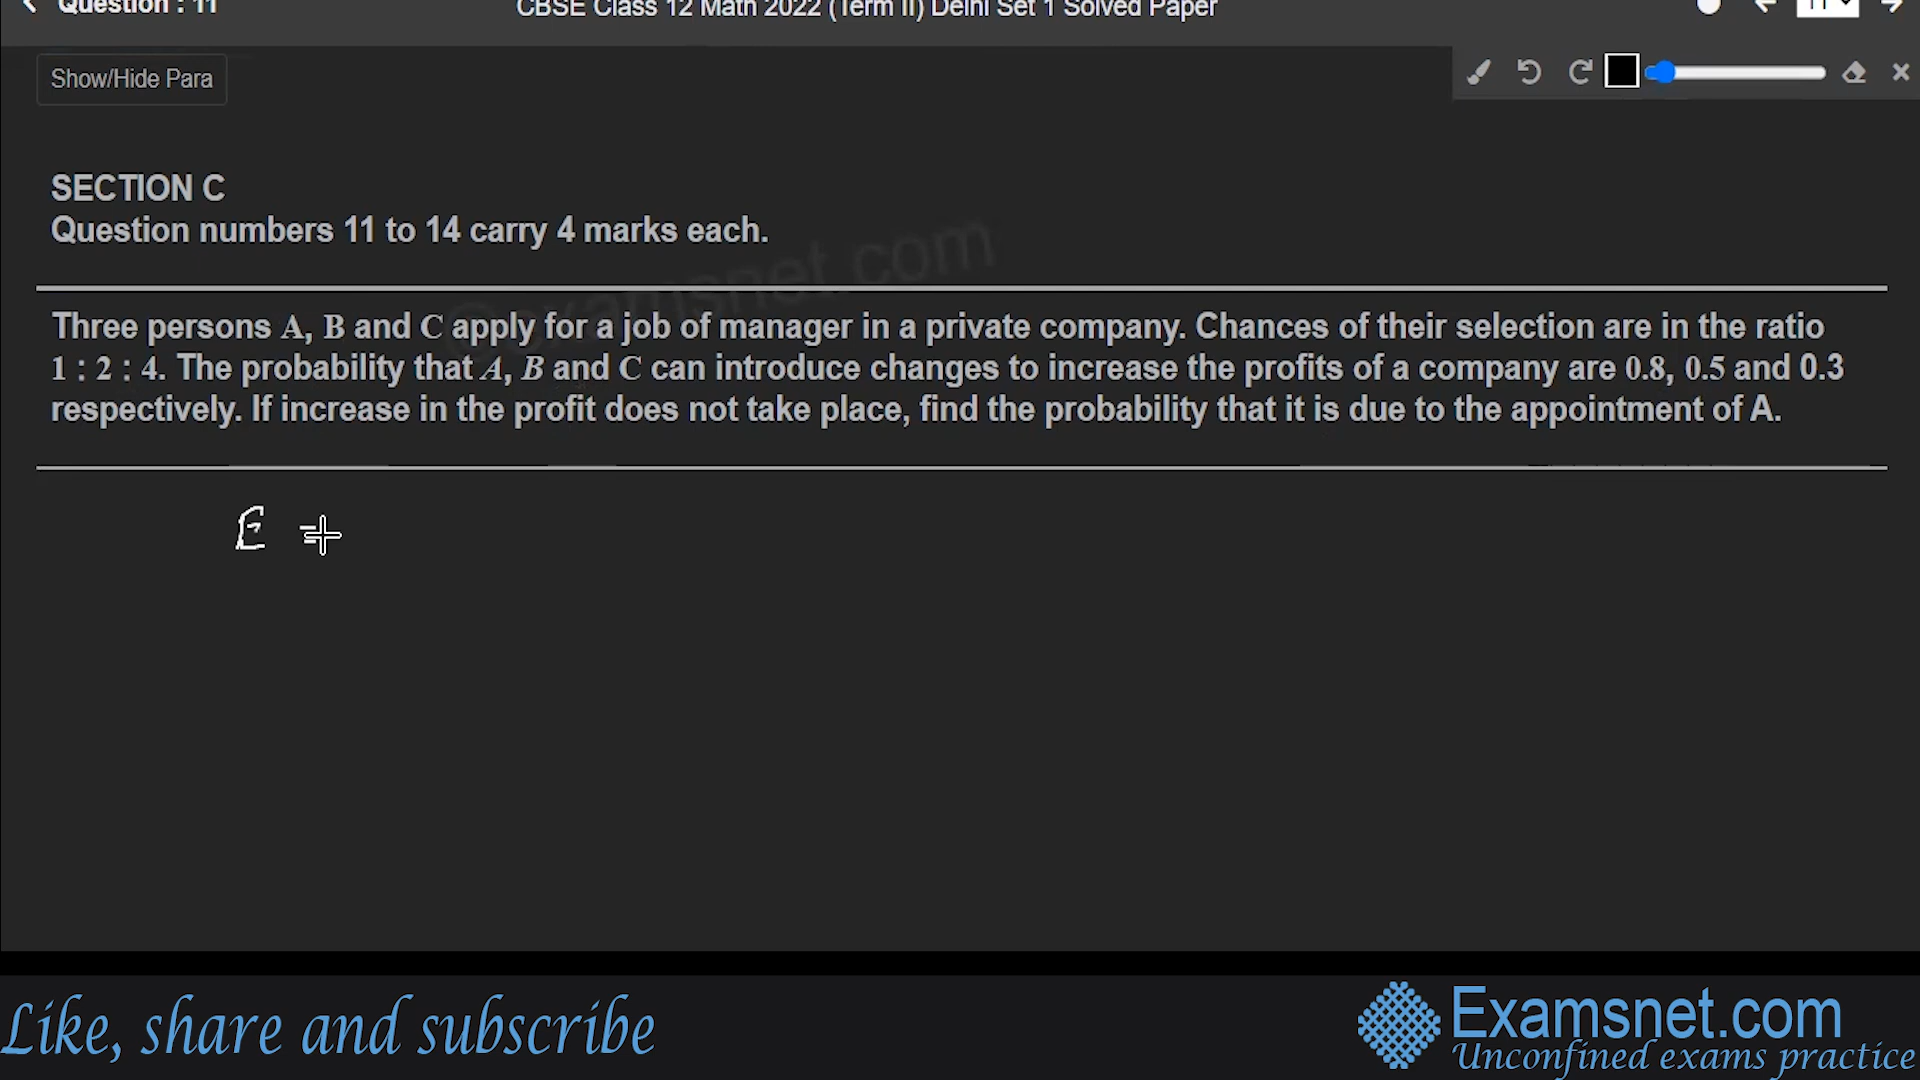 Question : 11
CBSE Class 12 Math 2022 (Term II) Delhi Set 1 Solved Paper
11
Show/Hide Para
SECTION C
Question numbers 11 to 14 carry 4 marks each.
©examsnet.com
Three persons A, B and C apply for a job of manager in a private company. Chances of their selection are in the ratio
1 : 2 : 4. The probability that A, B and C can introduce changes to increase the profits of a company are 0.8, 0.5 and 0.3
respectively. If increase in the profit does not take place, find the probability that it is due to the appointment of A.
E =
Like, share and subscribe
Examsnet.com
Unconfined exams practice